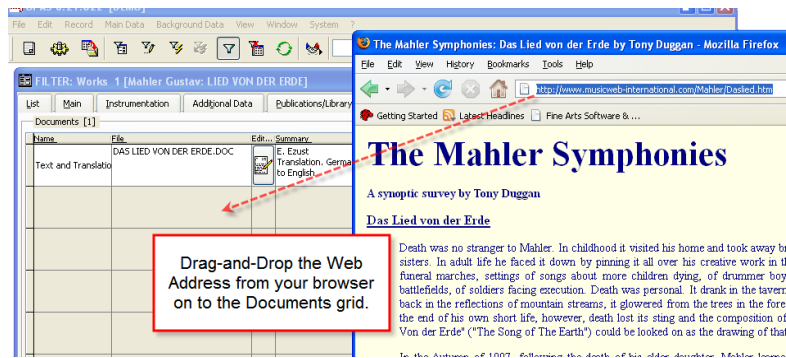 File Edit Record Main Data Background Data View Window System ?
FILTER: Works 1 [Mahler Gustav: LIED VON DER ERDE]
List Main Instrumentation Additional Data Publications/Library
Documents [1]
Name File Edit... Summary
Text and Translatio
DAS LIED VON DER ERDE.DOC
E. Ezust
Translation. Germa
to English.
Drag-and-Drop the Web
Address from your browser
on to the Documents grid.
The Mahler Symphonies: Das Lied von der Erde by Tony Duggan - Mozilla Firefox
File Edit View History Bookmarks Tools Help
http://www.musicweb-international.com/Mahler/Daslied.htm
Getting Started Latest Headlines Fine Arts Software & ...
The Mahler Symphonies
A synoptic survey by Tony Duggan
Das Lied von der Erde
Death was no stranger to Mahler. In childhood it visited his home and took away br
sisters. In adult life he faced it down by pinning it all over his creative work in t
funeral marches, settings of songs about more children dying, of drummer boy
battlefields, of soldiers facing execution. Death was personal. It drank in the tavern
back in the reflections of mountain streams, it glowered from the trees in the fore
the end of his own short life, however, death lost its sting and the composition of
Von der Erde" ("The Song of The Earth") could be looked on as the drawing of that